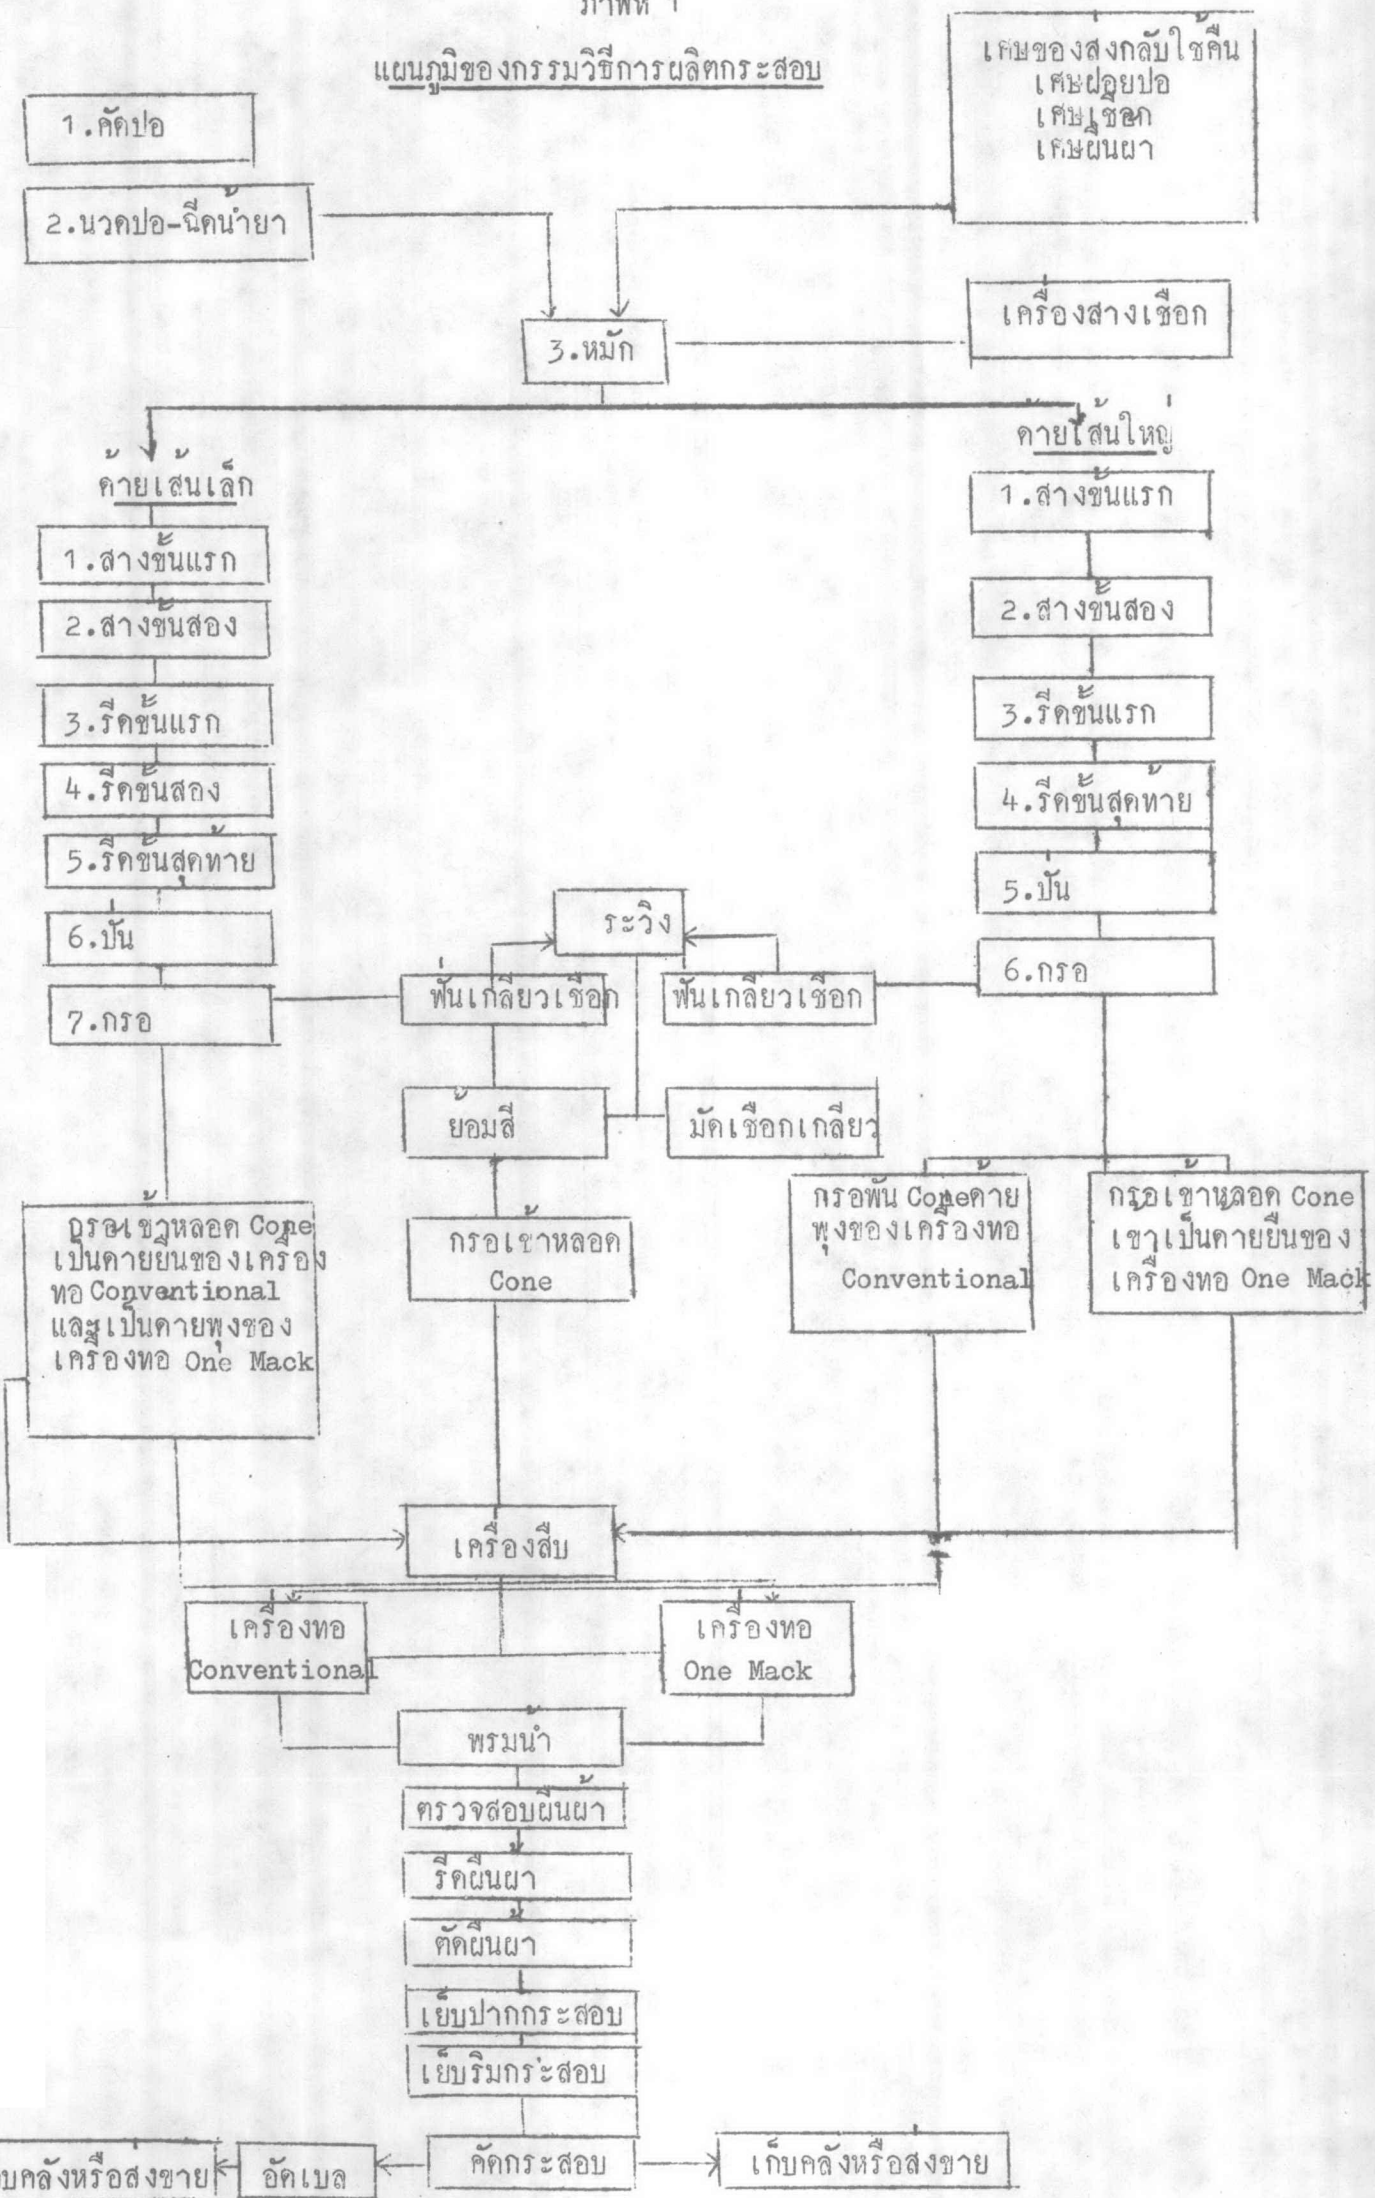 ภาพที่ 1
แผนภูมิของกรรมวิธีการผลิตกระสอบ
เศษของส่งกลับใช้คืน
เศษฝอยปอ
เศษเชือก
เศษผืนผ้า
1.คัดปอ
2.นวดปอ-ฉีดน้ำยา
เครื่องสางเชือก
3.หมัก
ด้ายเส้นใหญ่
ด้ายเส้นเล็ก
1.สางขั้นแรก
2.สางขั้นสอง
3.รีดขั้นแรก
4.รีดขั้นสอง
5.รีดขั้นสุดท้าย
6.ปั่น
7.กรอ
1.สางขั้นแรก
2.สางขั้นสอง
3.รีดขั้นแรก
4.รีดขั้นสุดท้าย
5.ปั่น
6.กรอ
ระวิง
ฟั่นเกลียวเชือก
ฟั่นเกลียวเชือก
ย้อมสี
มัดเชือกเกลียว
กรอเข้าหลอด Cone
เป็นด้ายยืนของเครื่อง
ทอ Conventional
และเป็นด้ายพุ่งของ
เครื่องทอ One Mack
กรอเข้าหลอด
Cone
กรอพัน Coneด้าย
พุ่งของเครื่องทอ
Conventional
กรอเข้าหลอด Cone
เข้าเป็นด้ายยืนของ
เครื่องทอ One Mack
เครื่องสืบ
เครื่องทอ
Conventional
เครื่องทอ
One Mack
พรมน้ำ
ตรวจสอบผืนผ้า
รีดผืนผ้า
ตัดผืนผ้า
เย็บปากกระสอบ
เย็บริมกระสอบ
คัดกระสอบ
อัดเบล
บคลังหรือส่งขาย
เก็บคลังหรือส่งขาย